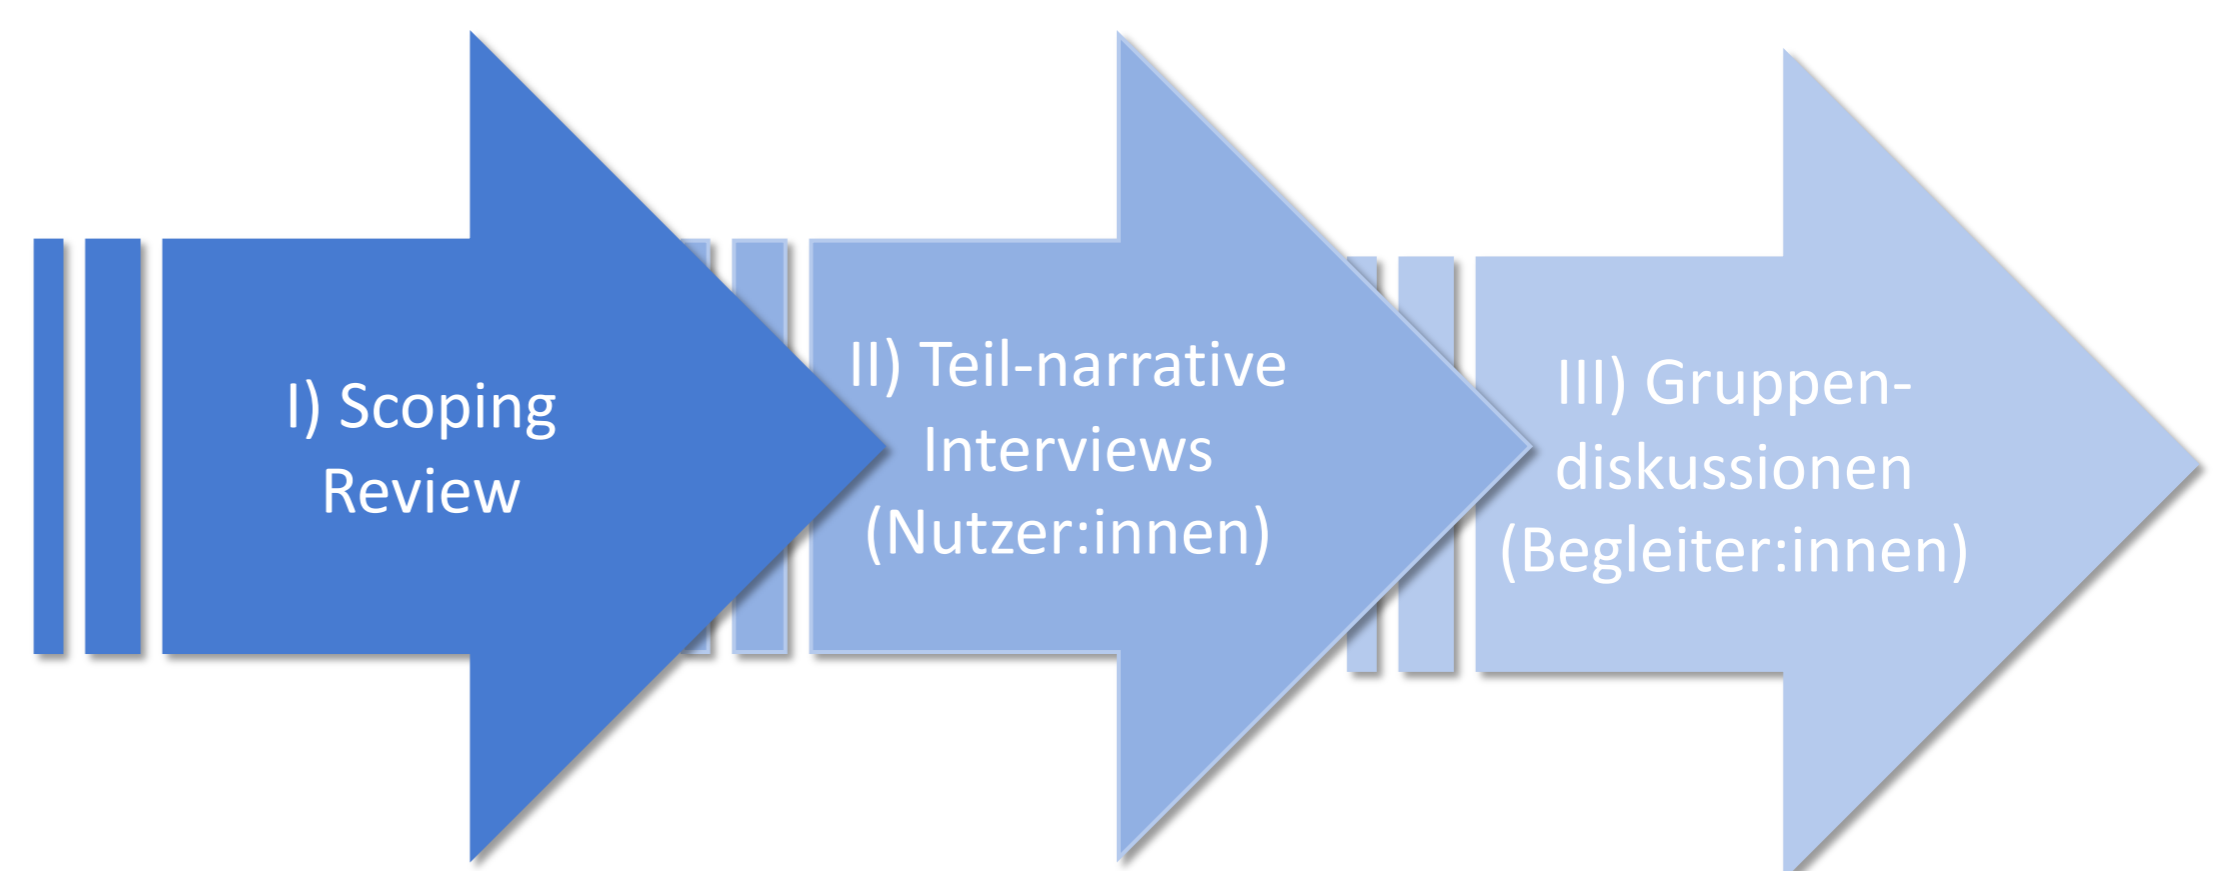 I) Scoping
Review
II) Teil-narrative
Interviews
(Nutzer:innen)
III) Gruppen-
diskussionen
(Begleiter:innen)